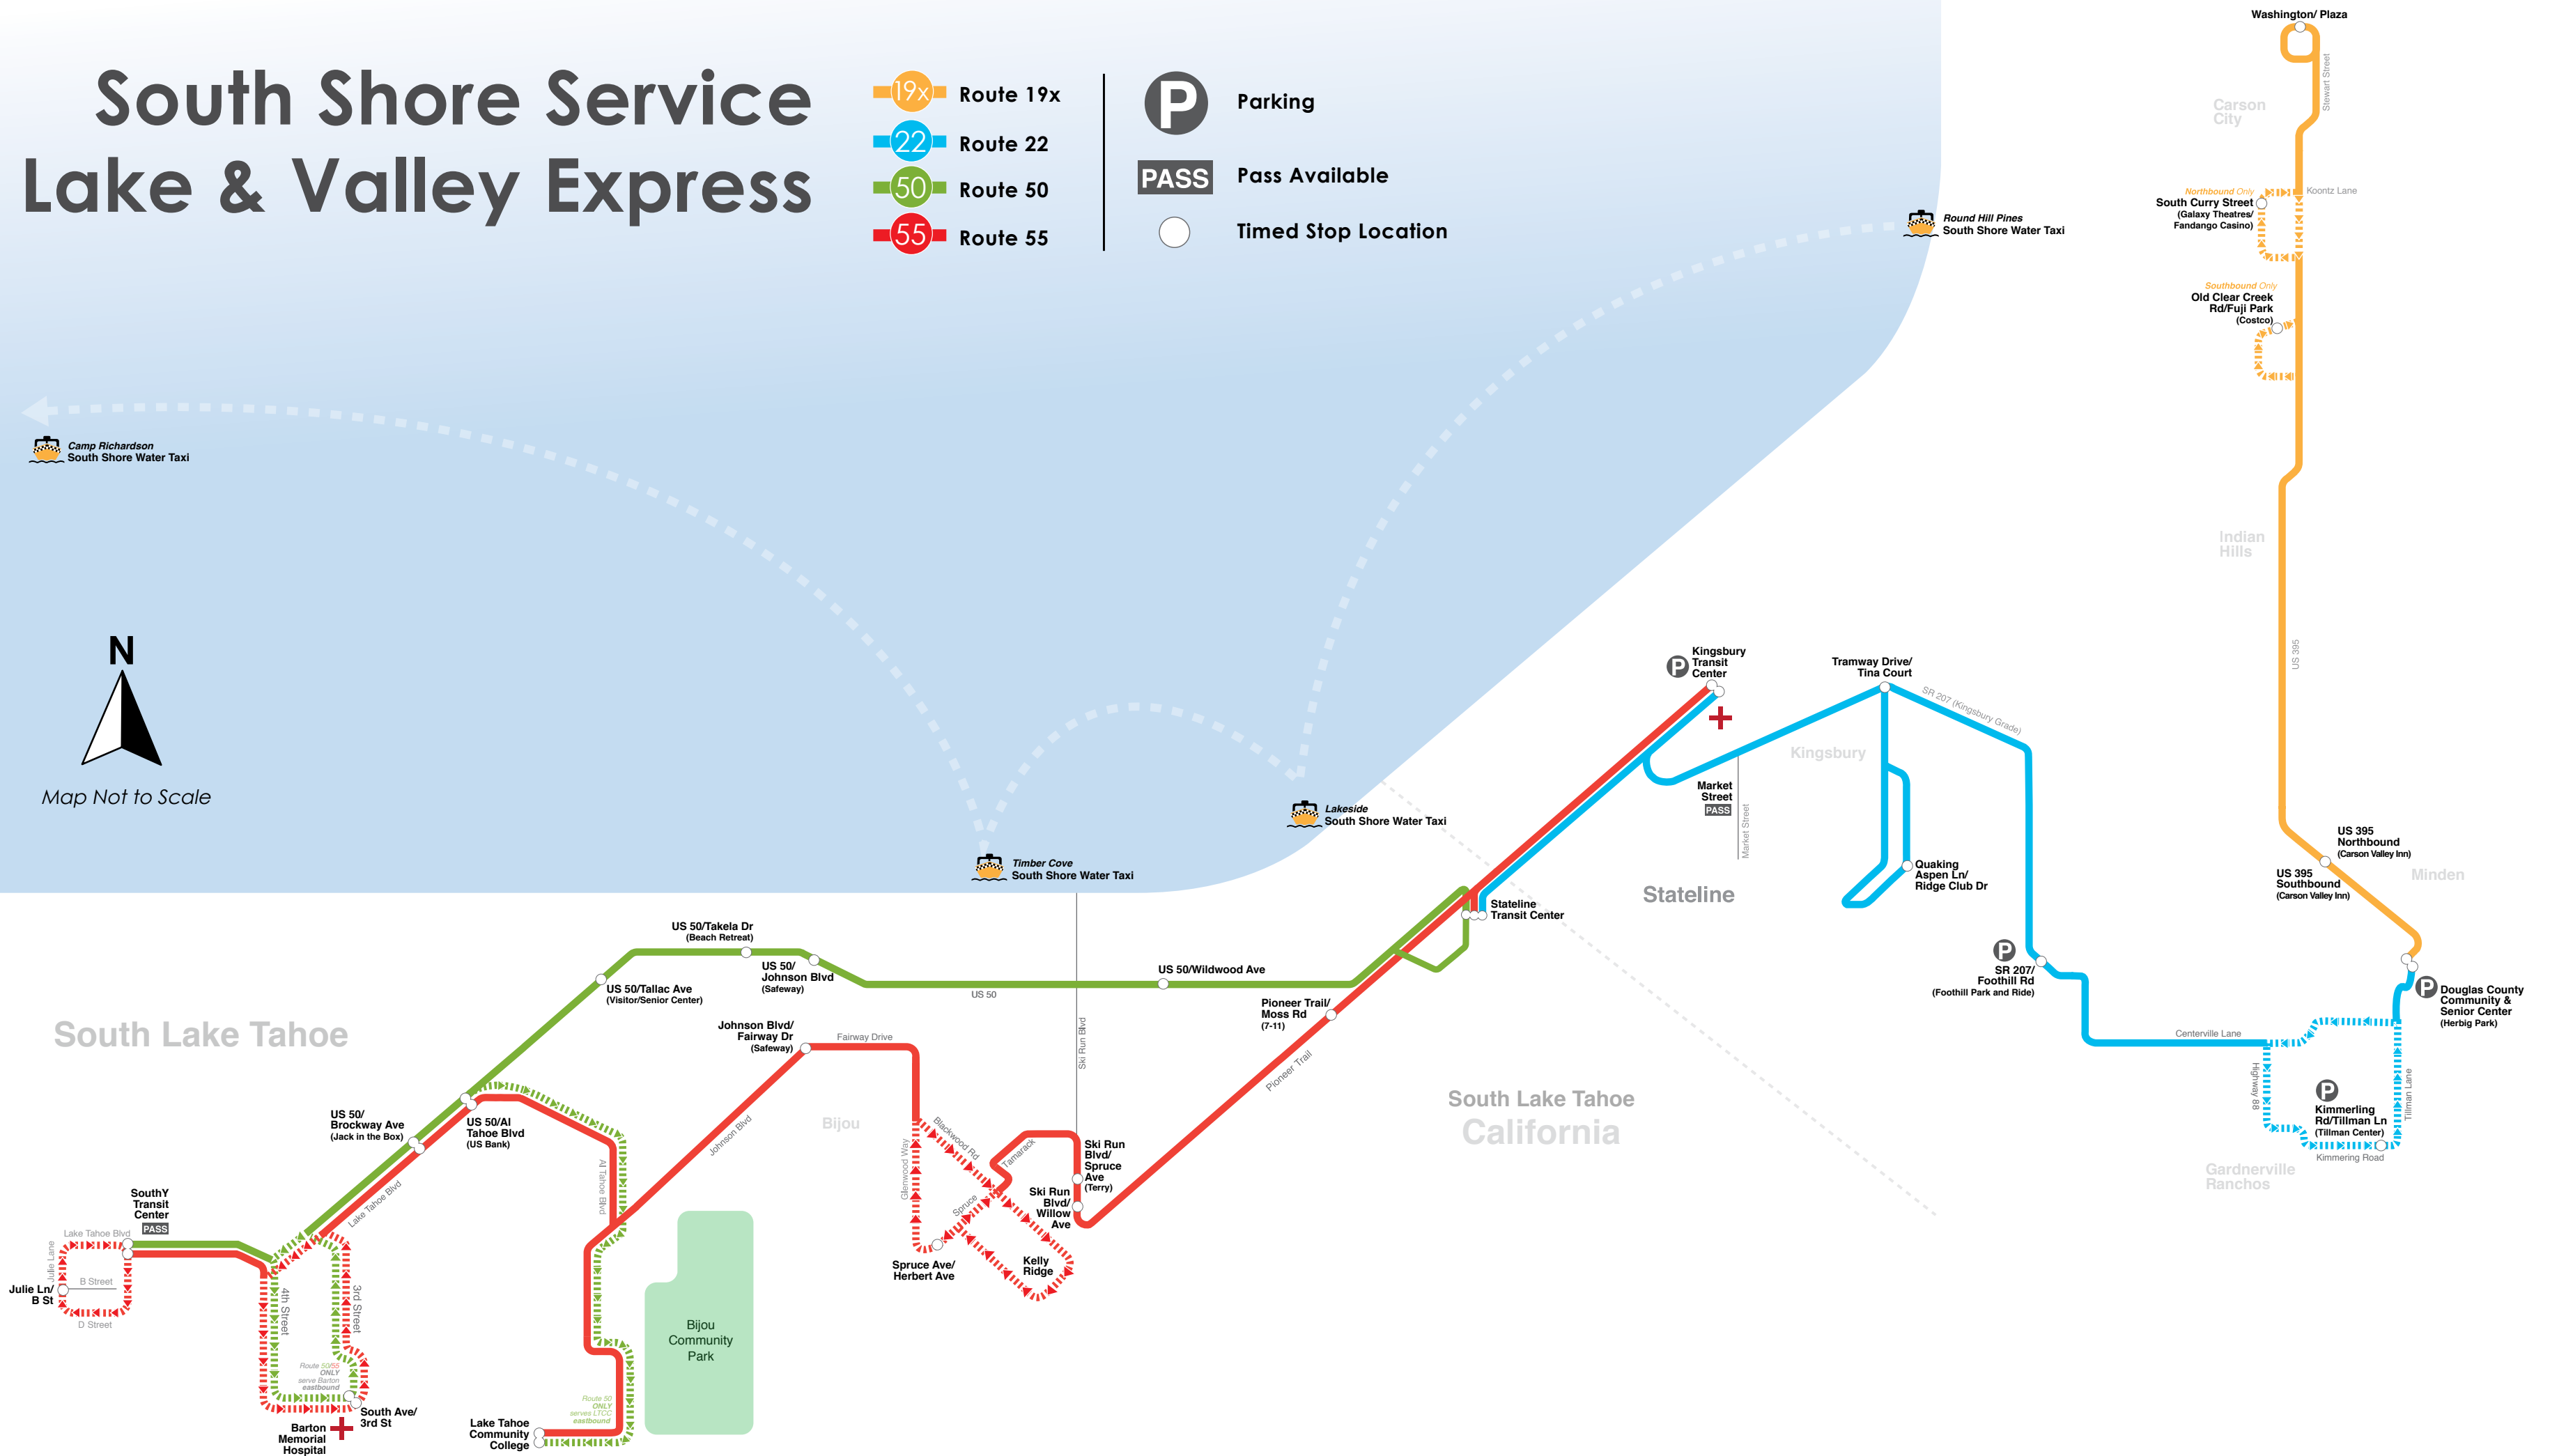 South Shore Service
Lake & Valley Express
19x Route 19x
22 Route 22
50 Route 50
55 Route 55
P Parking
PASS Pass Available
Timed Stop Location
Washington/ Plaza
Stewart Street
Carson
City
Northbound Only
South Curry Street
(Galaxy Theatres/
Fandango Casino)
Koontz Lane
Southbound Only
Old Clear Creek
Rd/Fuji Park
(Costco)
Round Hill Pines
South Shore Water Taxi
Camp Richardson
South Shore Water Taxi
Indian
Hills
US 395
N
Map Not to Scale
Kingsbury
Transit
Center
P
Tramway Drive/
Tina Court
SR 207 (Kingsbury Grade)
Kingsbury
Market
Street
PASS
Market Street
Lakeside
South Shore Water Taxi
Timber Cove
South Shore Water Taxi
US 395
Northbound
(Carson Valley Inn)
US 395
Southbound
(Carson Valley Inn)
Minden
Quaking
Aspen Ln/
Ridge Club Dr
Stateline
Stateline
Transit Center
P
SR 207/
Foothill Rd
(Foothill Park and Ride)
P
Douglas County
Community &
Senior Center
(Herbig Park)
Centerville Lane
Highway 88
P
Kimmerling
Rd/Tillman Ln
(Tillman Center)
Tillman Lane
Kimmering Road
Gardnerville
Ranchos
US 50/Takela Dr
(Beach Retreat)
US 50/
Johnson Blvd
(Safeway)
US 50/Tallac Ave
(Visitor/Senior Center)
US 50
US 50/Wildwood Ave
Pioneer Trail/
Moss Rd
(7-11)
Pioneer Trail
Ski Run Blvd
South Lake Tahoe
South Lake Tahoe
California
Johnson Blvd/
Fairway Dr
(Safeway)
Fairway Drive
Johnson Blvd
Bijou
Blackwood Rd
Glenwood Way
Tamarack
Spruce
Ski Run
Blvd/
Spruce
Ave
(Terry)
Ski Run
Blvd/
Willow
Ave
Kelly
Ridge
Spruce Ave/
Herbert Ave
US 50/
Brockway Ave
(Jack in the Box)
US 50/Al
Tahoe Blvd
(US Bank)
Al Tahoe Blvd
Lake Tahoe Blvd
SouthY
Transit
Center
PASS
Lake Tahoe Blvd
Julie Lane
B Street
Julie Ln/
B St
D Street
4th Street
3rd Street
Route 50/55
ONLY
serve Barton
eastbound
South Ave/
3rd St
Barton
Memorial
Hospital
Route 50
ONLY
serves LTCC
eastbound
Lake Tahoe
Community
College
Bijou
Community
Park